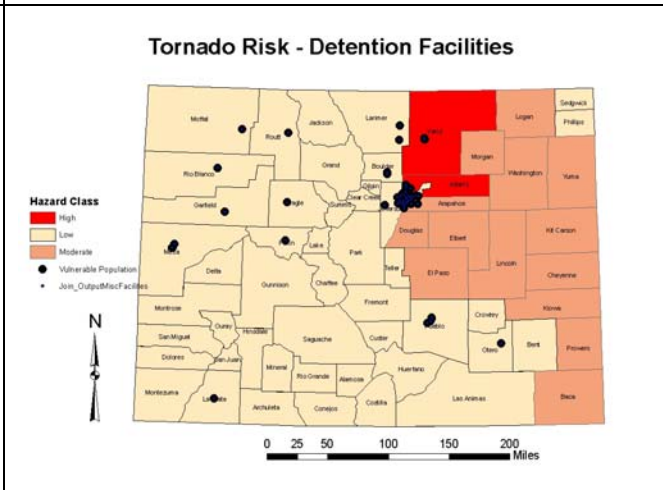 Tornado Risk - Detention Facilities
Sedgwick
Moffat
Routt
Jackson
Larimer
Logan
Phillips
Grand
Boulder
Morgan
Washington
Yuma
Rio Blanco
Gilpin
Clear Creek
Adams
Garfield
Eagle
Summit
Arapahoe
Hazard Class
High
Low
Moderate
Vulnerable Population
Join_OutputMiscFacilities
Douglas
Elbert
Kit Carson
Mesa
Lake
Park
Lincoln
Delta
Teller
El Paso
Cheyenne
Gunnison
Chaffee
Fremont
Kiowa
Montrose
Crowley
Pueblo
N
Ouray
Hinsdale
Saguache
Custer
San Miguel
Otero
Bent
Prowers
Dolores
San Juan
Mineral
Rio Grande
Alamosa
Huerfano
Montezuma
La Plata
Archuleta
Conejos
Costilla
Las Animas
Baca
0 25 50 100 150 200
Miles